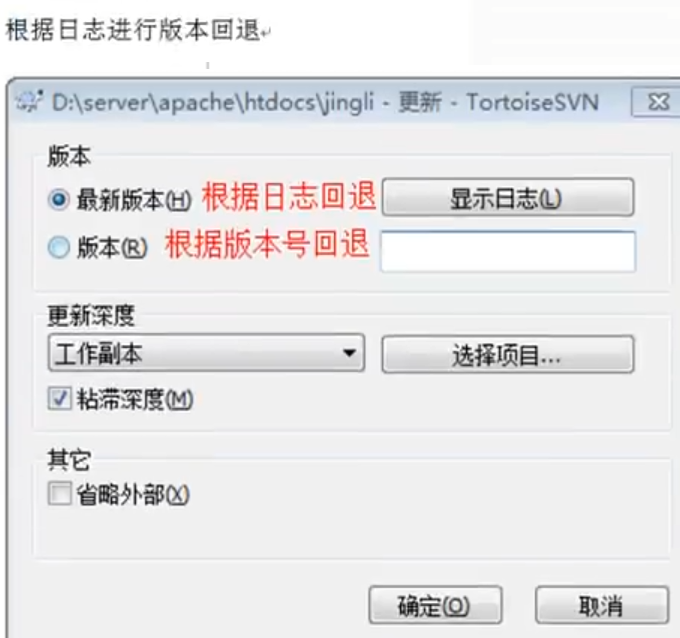 根据日志进行版本回退
D:\server\apache\htdocs\jingli - 更新 - TortoiseSVN
版本
最新版本(H) 根据日志回退 显示日志(L)
版本(R) 根据版本号回退
更新深度
工作副本 选择项目...
粘滞深度(M)
其它
省略外部(X)
确定(O) 取消